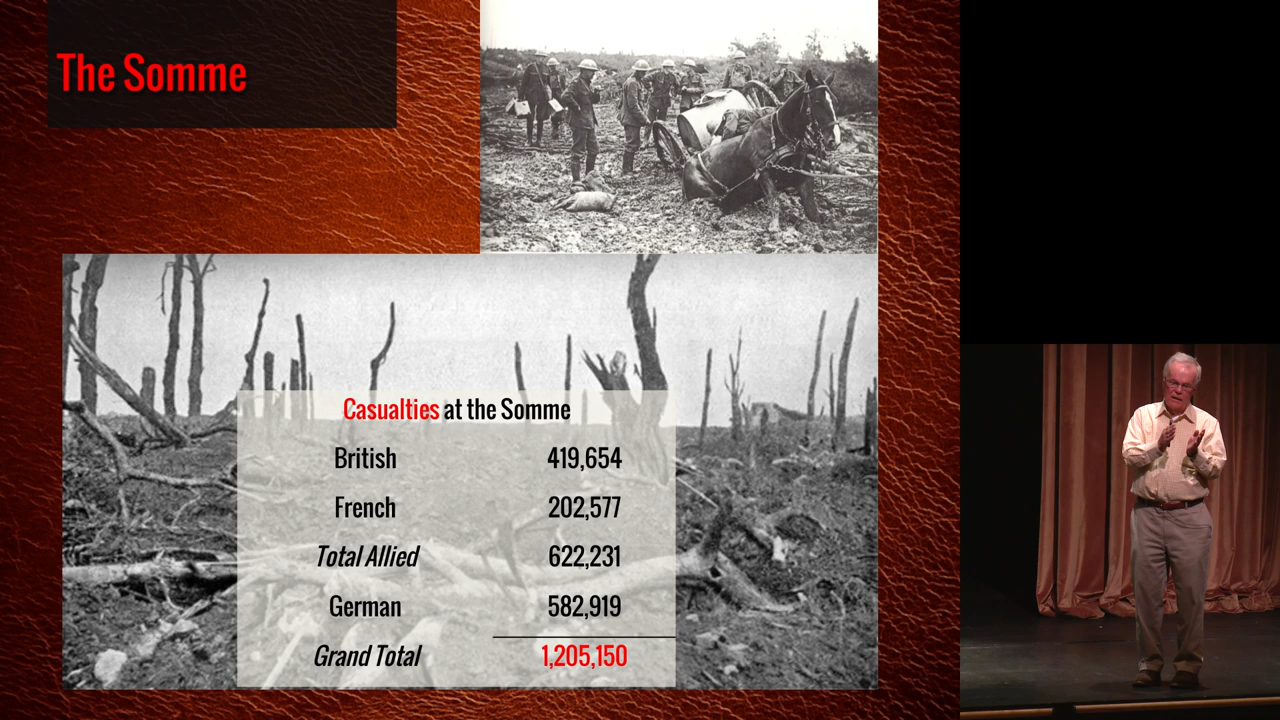 The Somme
Casualties at the Somme
British 419,654
French 202,577
Total Allied 622,231
German 582,919
Grand Total 1,205,150